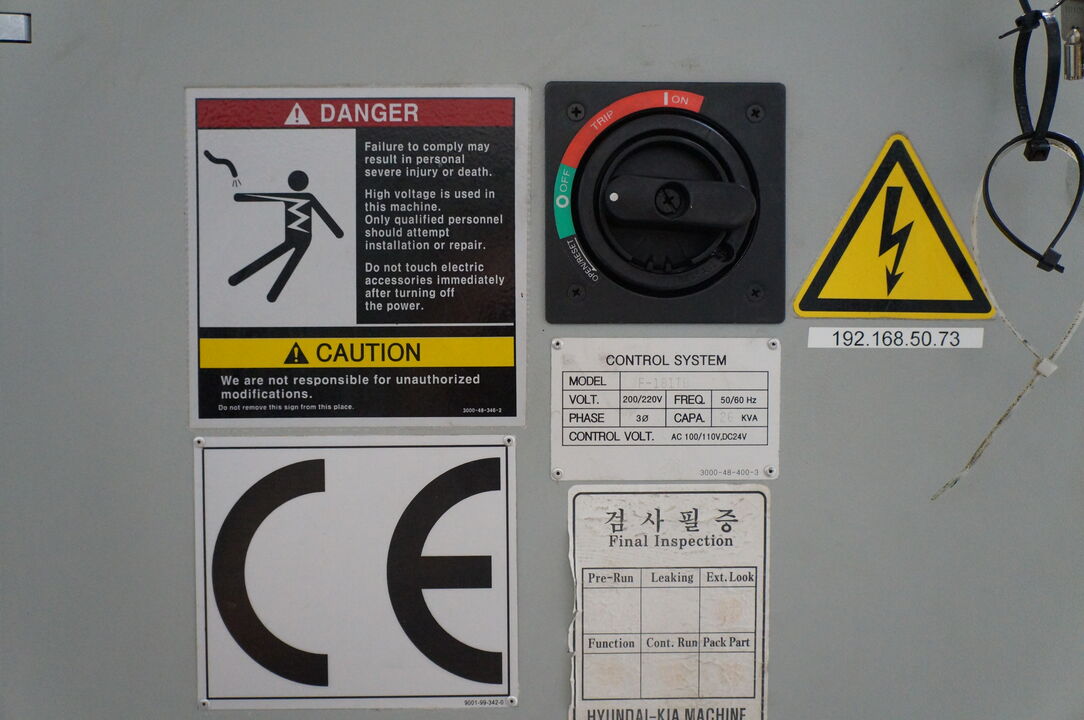 DANGER
Failure to comply may
result in personal
severe injury or death.
High voltage is used in
this machine.
Only qualified personnel
should attempt
installation or repair.
Do not touch electric
accessories immediately
after turning off
the power.
CAUTION
We are not responsible for unauthorized
modifications.
Do not remove this sign from this place.
3000-48-346-2
CE
9001-99-342-0
ON
TRIP
OFF
OPEN/RESET
192.168.50.73
CONTROL SYSTEM
MODEL
VOLT. 200/220V FREQ. 50/60 Hz
PHASE 3Ø CAPA. 26 KVA
CONTROL VOLT. AC 100/110V,DC24V
3000-48-400-3
검사필증
Final Inspection
Pre-Run Leaking Ext.Look
Function Cont. Run Pack Part
HYUNDAI-KIA MACHINE